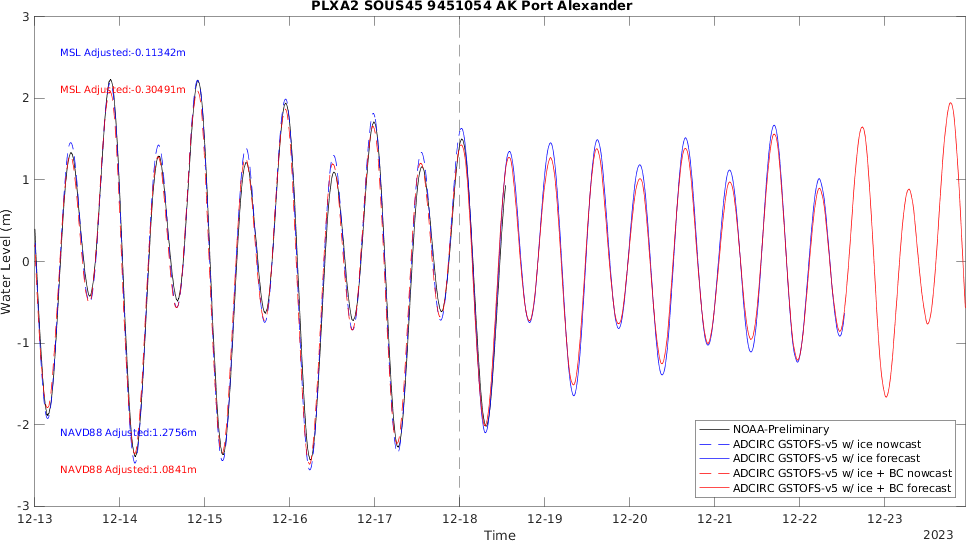 PLXA2 SOUS45 9451054 AK Port Alexander
3
2
1
0
-1
-2
-3
Water Level (m)
MSL Adjusted:-0.11342m
MSL Adjusted:-0.30491m
NAVD88 Adjusted:1.2756m
NAVD88 Adjusted:1.0841m
NOAA-Preliminary
ADCIRC GSTOFS-v5 w/ ice nowcast
ADCIRC GSTOFS-v5 w/ ice forecast
ADCIRC GSTOFS-v5 w/ ice + BC nowcast
ADCIRC GSTOFS-v5 w/ ice + BC forecast
12-13 12-14 12-15 12-16 12-17 12-18 12-19 12-20 12-21 12-22 12-23
Time
2023